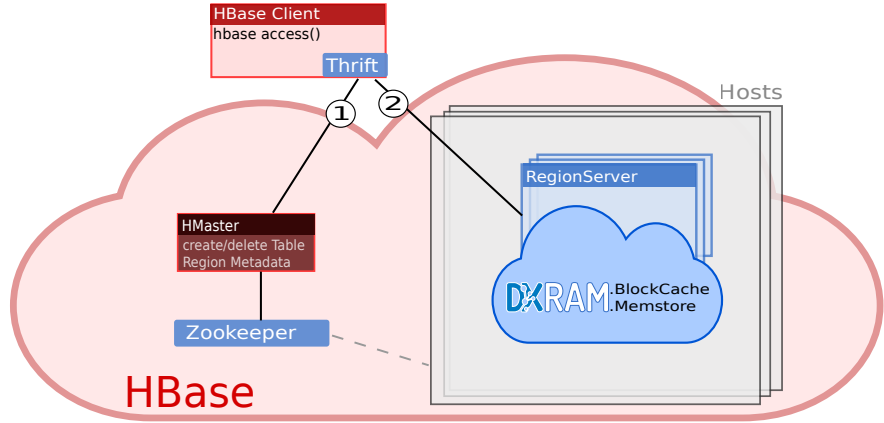 HBase Client
hbase access()
Thrift
1
2
Hosts
RegionServer
HMaster
create/delete Table
Region Metadata
DXRAM.BlockCache
.Memstore
Zookeeper
HBase